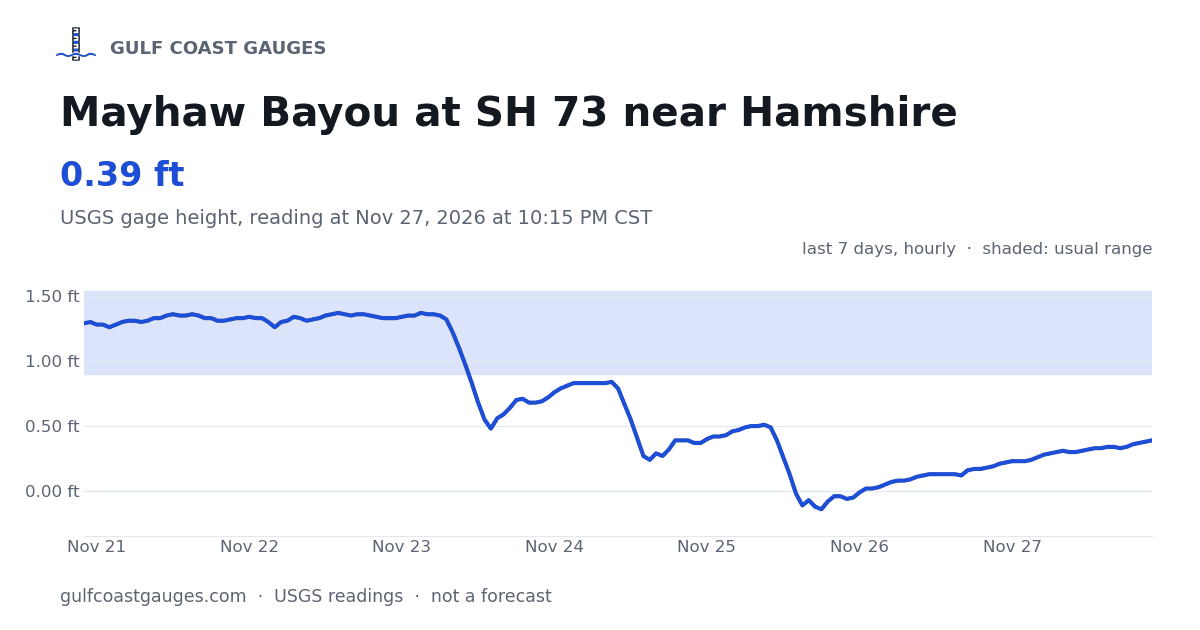 GULF COAST GAUGES
Mayhaw Bayou at SH 73 near Hamshire
0.39 ft
USGS gage height, reading at Nov 27, 2026 at 10:15 PM CST
last 7 days, hourly · shaded: usual range
1.50 ft
1.00 ft
0.50 ft
0.00 ft
Nov 21 Nov 22 Nov 23 Nov 24 Nov 25 Nov 26 Nov 27
gulfcoastgauges.com · USGS readings · not a forecast